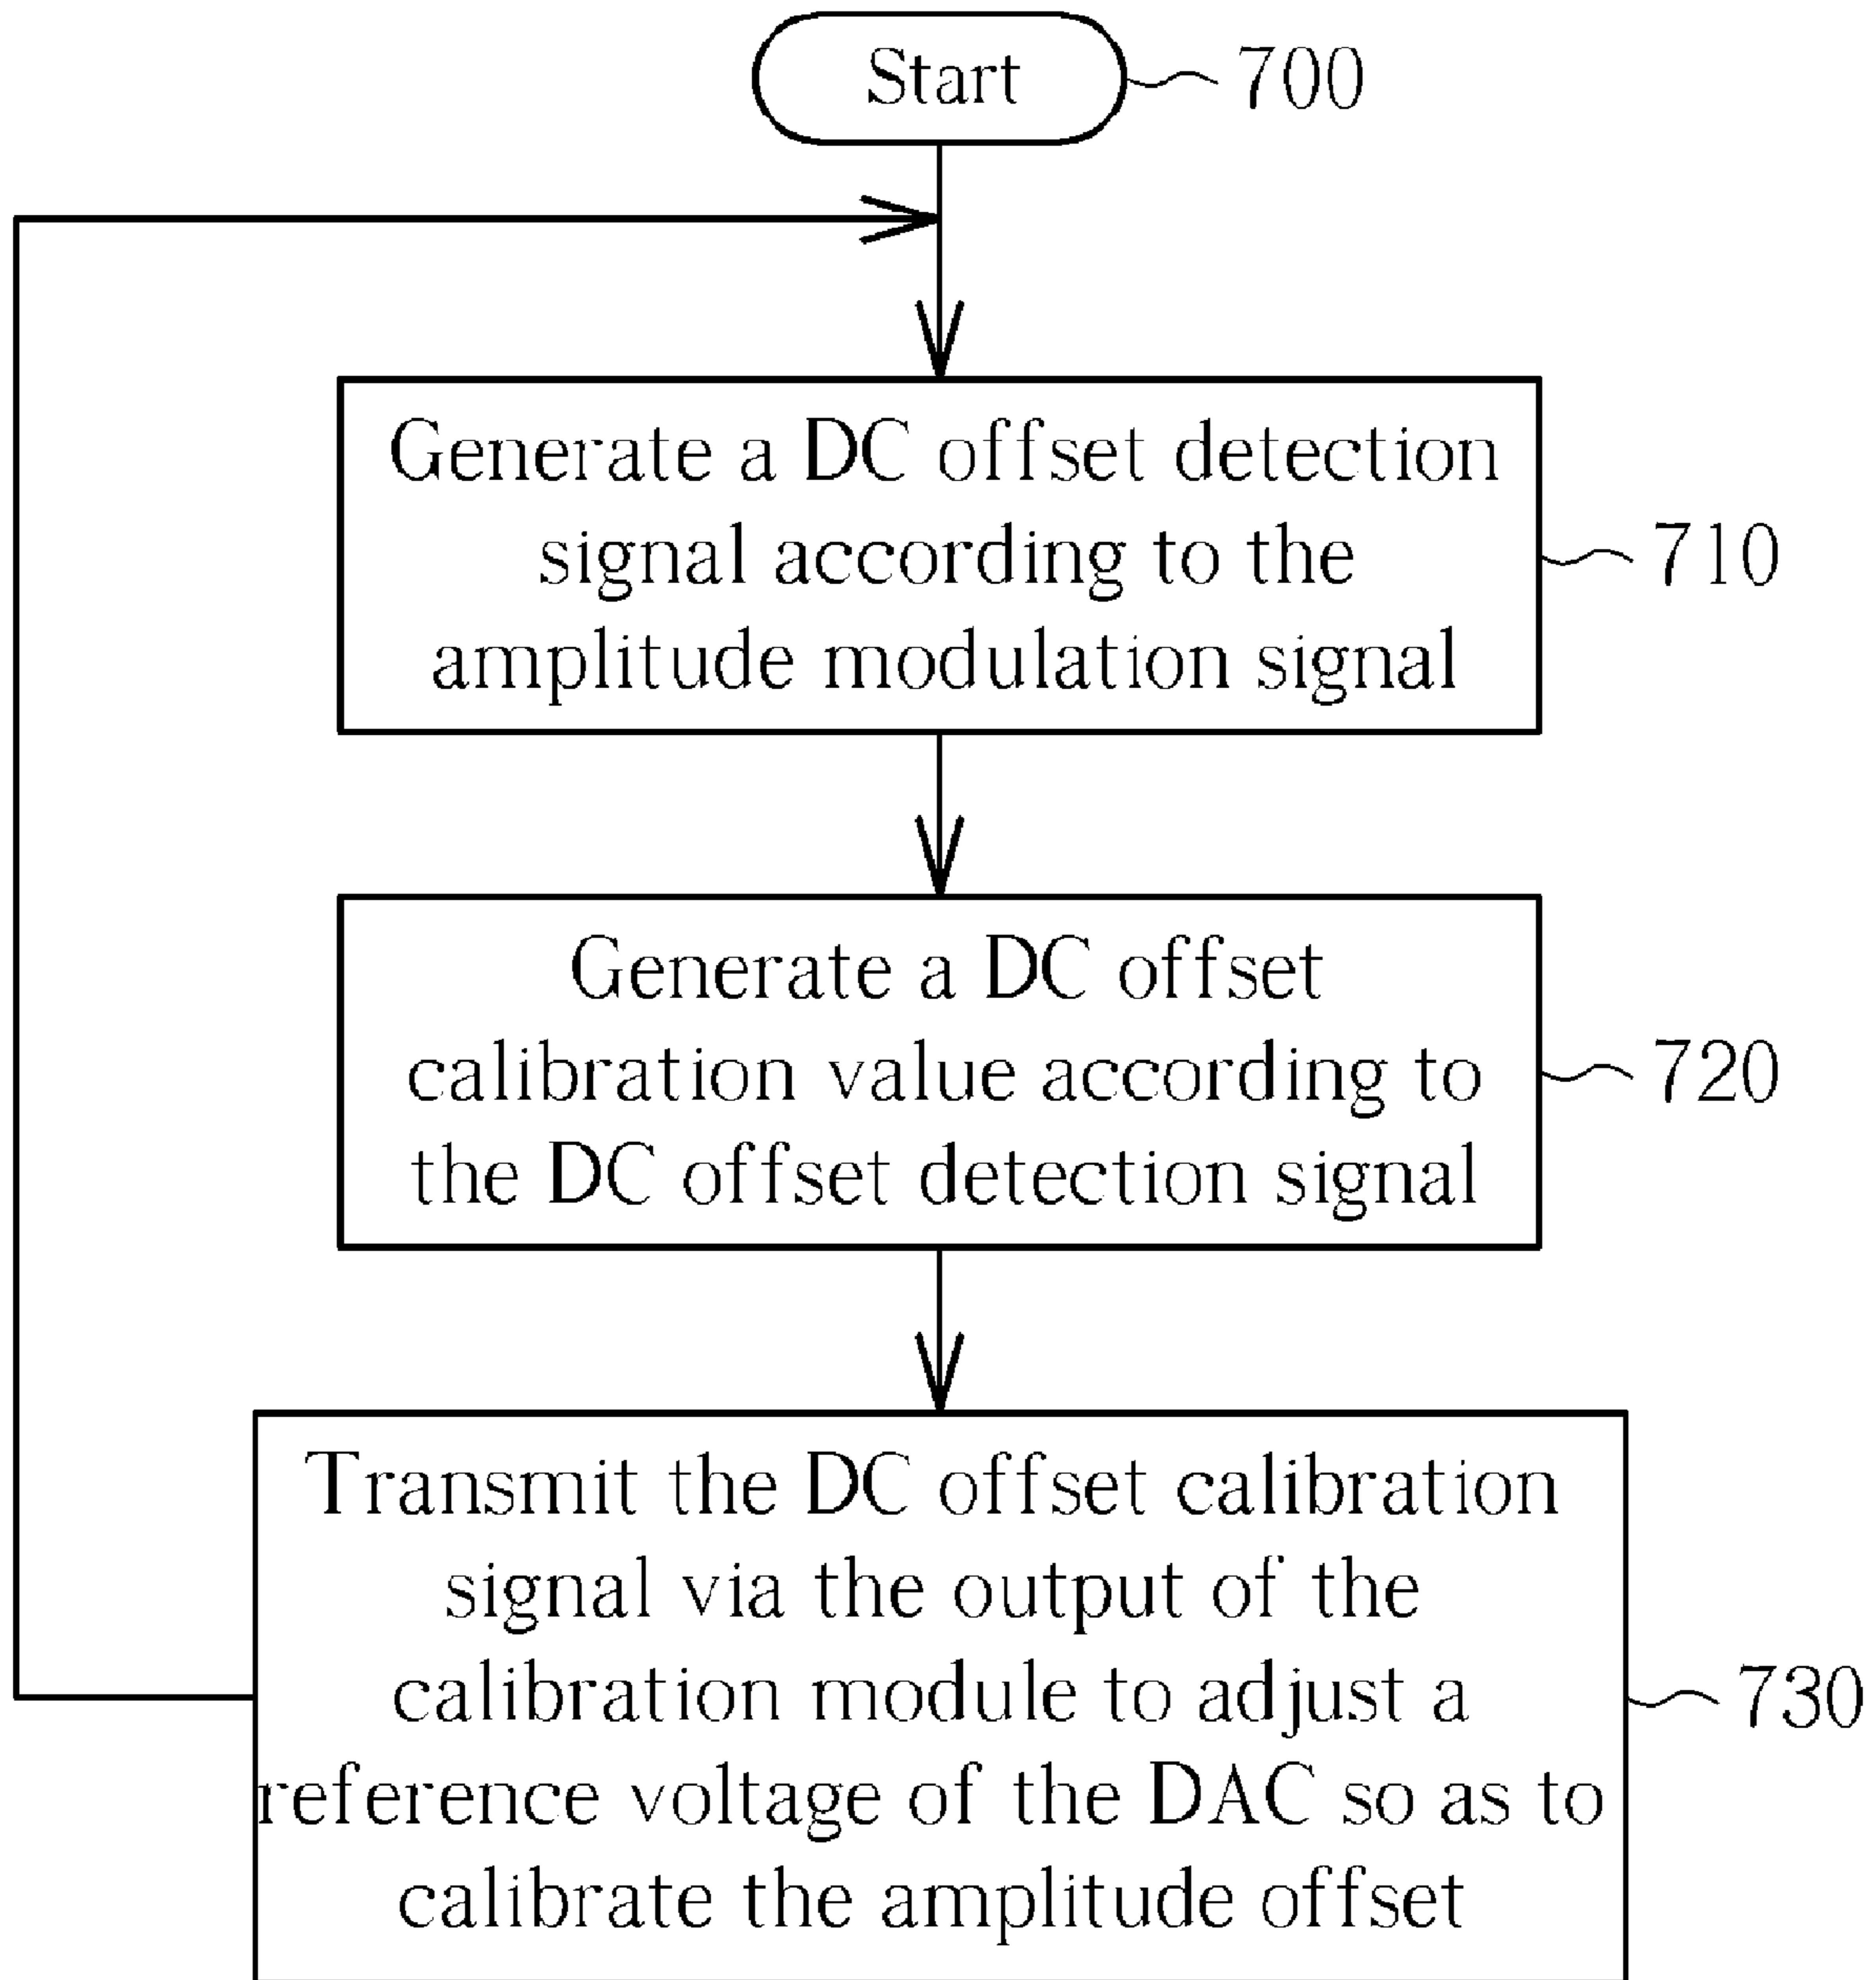 Start
700
Generate a DC offset detection
signal according to the
amplitude modulation signal
710
Generate a DC offset
calibration value according to
the DC offset detection signal
720
Transmit the DC offset calibration
signal via the output of the
calibration module to adjust a
reference voltage of the DAC so as to
calibrate the amplitude offset
730